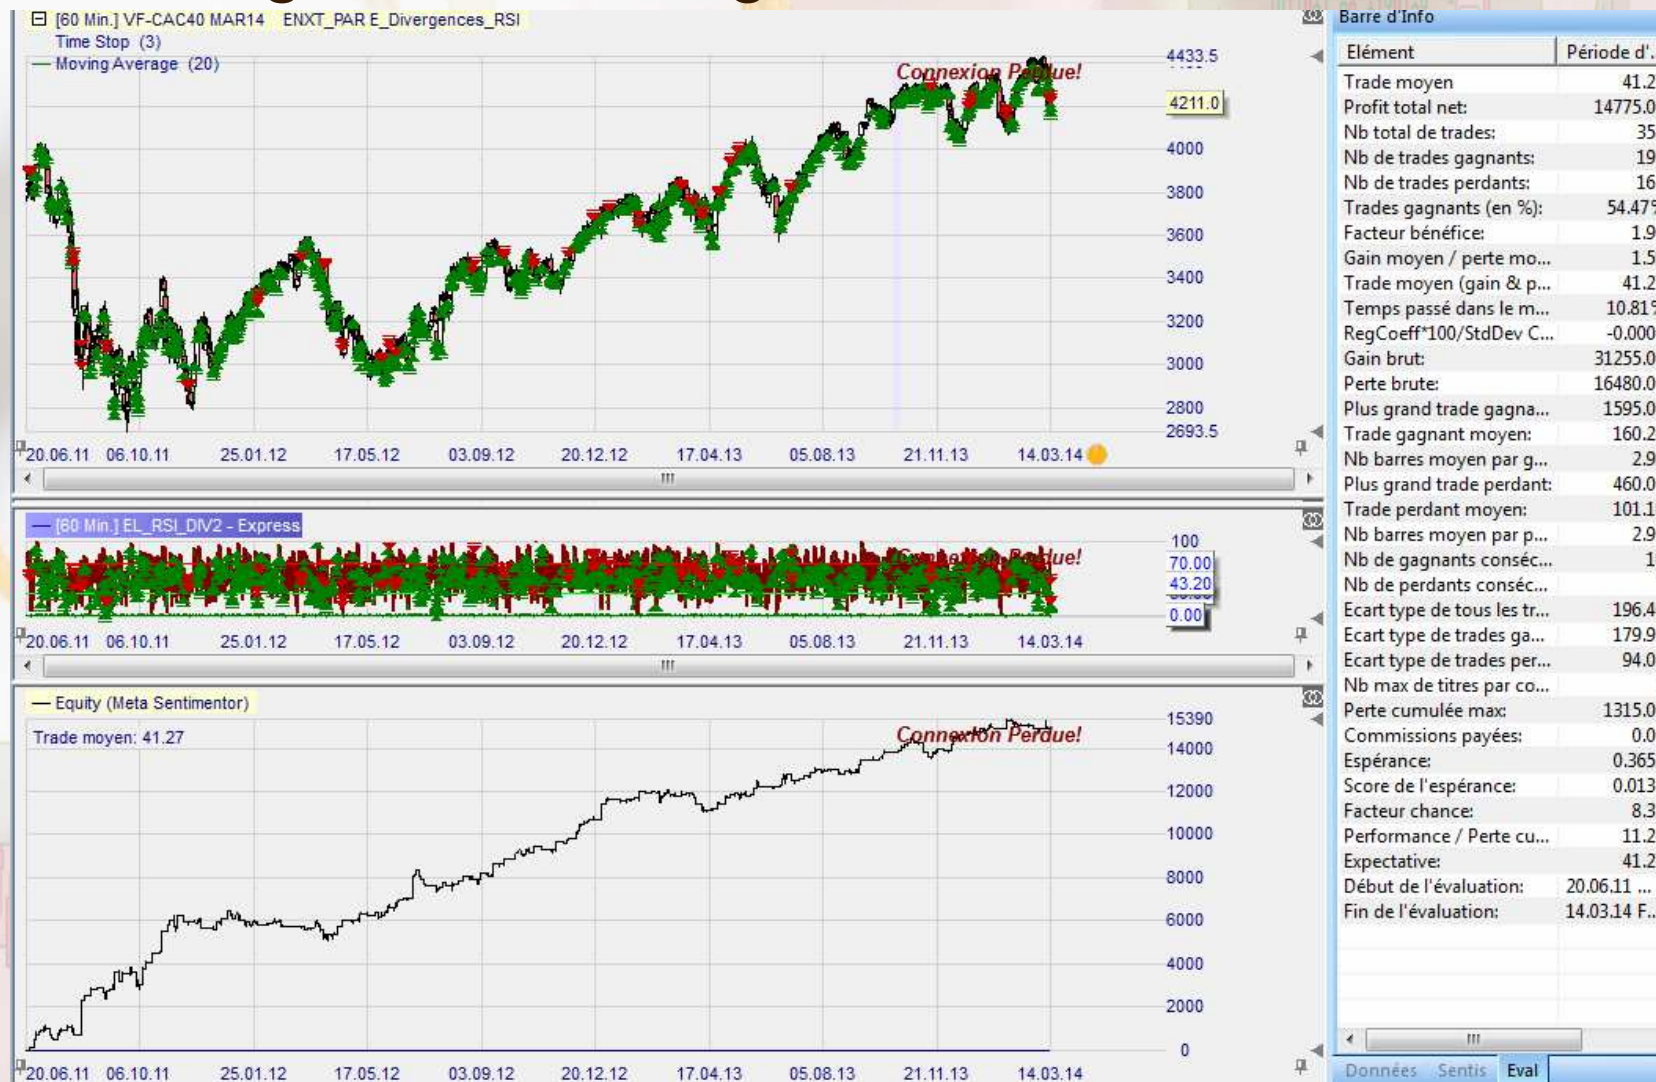 [60 Min.] VF-CAC40 MAR14 ENXT_PAR E_Divergences_RSI
Time Stop (3)
Moving Average (20)
Connexion Perdue!
4433.5
4211.0
4000
3800
3600
3400
3200
3000
2800
2693.5
20.06.11 06.10.11 25.01.12 17.05.12 03.09.12 20.12.12 17.04.13 05.08.13 21.11.13 14.03.14
[60 Min.] EL_RSI_DIV2 - Express
Connexion Perdue!
100
70.00
43.20
0.00
20.06.11 06.10.11 25.01.12 17.05.12 03.09.12 20.12.12 17.04.13 05.08.13 21.11.13 14.03.14
Equity (Meta Sentimentor)
Trade moyen: 41.27
Connexion Perdue!
15390
14000
12000
10000
8000
6000
4000
2000
0
20.06.11 06.10.11 25.01.12 17.05.12 03.09.12 20.12.12 17.04.13 05.08.13 21.11.13 14.03.14
Barre d'Info
Elément Période d'..
Trade moyen 41.2
Profit total net: 14775.0
Nb total de trades: 35
Nb de trades gagnants: 19
Nb de trades perdants: 16
Trades gagnants (en %): 54.47%
Facteur bénéfice: 1.9
Gain moyen / perte mo... 1.5
Trade moyen (gain & p... 41.2
Temps passé dans le m... 10.81%
RegCoeff*100/StdDev C... -0.000
Gain brut: 31255.0
Perte brute: 16480.0
Plus grand trade gagna... 1595.0
Trade gagnant moyen: 160.2
Nb barres moyen par g... 2.9
Plus grand trade perdant: 460.0
Trade perdant moyen: 101.1
Nb barres moyen par p... 2.9
Nb de gagnants conséc... 1
Nb de perdants conséc...
Ecart type de tous les tr... 196.4
Ecart type de trades ga... 179.9
Ecart type de trades per... 94.0
Nb max de titres par co...
Perte cumulée max: 1315.0
Commissions payées: 0.0
Espérance: 0.365
Score de l'espérance: 0.013
Facteur chance: 8.3
Performance / Perte cu... 11.2
Expectative: 41.2
Début de l'évaluation: 20.06.11 ...
Fin de l'évaluation: 14.03.14 F..
Données Sentis Eval